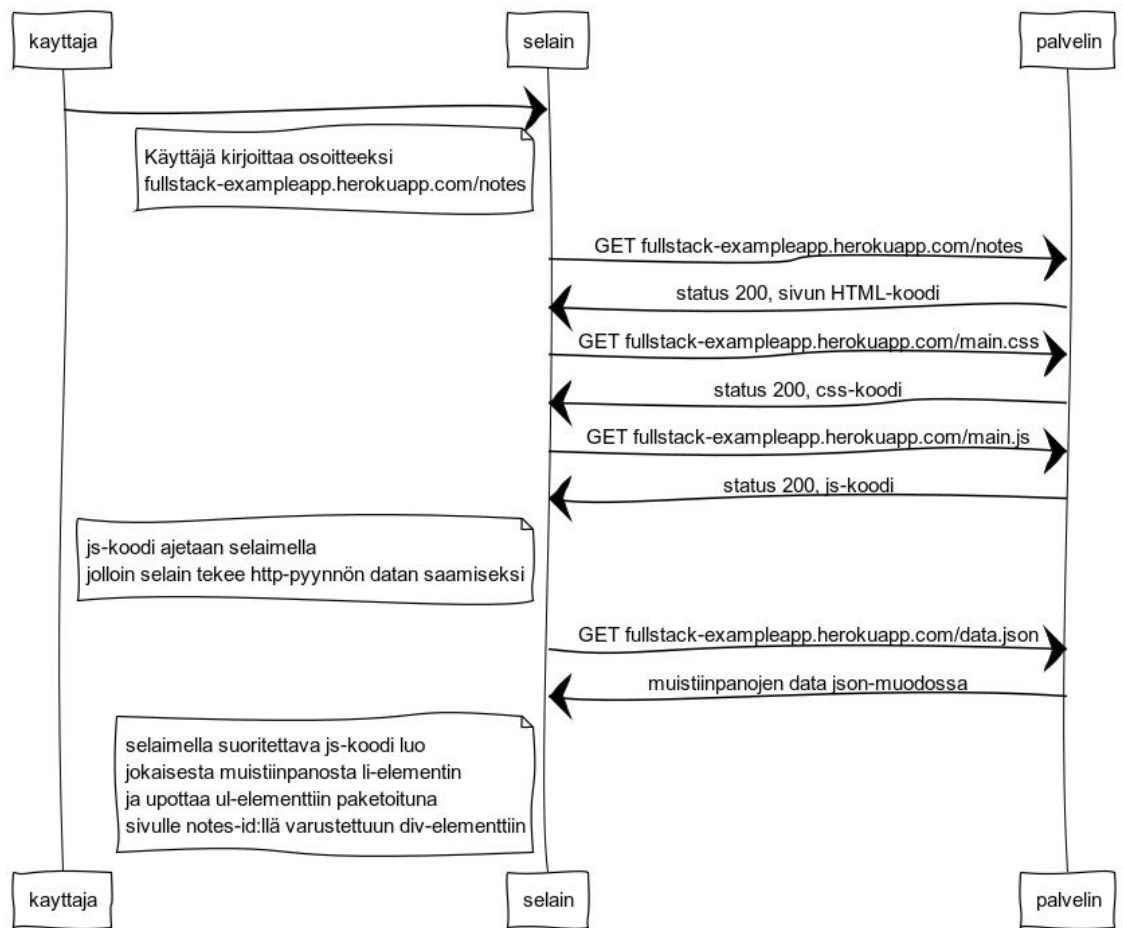 kayttaja
selain
palvelin
Käyttäjä kirjoittaa osoitteeksi
fullstack-exampleapp.herokuapp.com/notes
GET fullstack-exampleapp.herokuapp.com/notes
status 200, sivun HTML-koodi
GET fullstack-exampleapp.herokuapp.com/main.css
status 200, css-koodi
GET fullstack-exampleapp.herokuapp.com/main.js
status 200, js-koodi
js-koodi ajetaan selaimella
jolloin selain tekee http-pyynnön datan saamiseksi
GET fullstack-exampleapp.herokuapp.com/data.json
muistiinpanojen data json-muodossa
selaimella suoritettava js-koodi luo
jokaisesta muistiinpanosta li-elementin
ja upottaa ul-elementtiin paketoituna
sivulle notes-id:llä varustettuun div-elementtiin
kayttaja
selain
palvelin